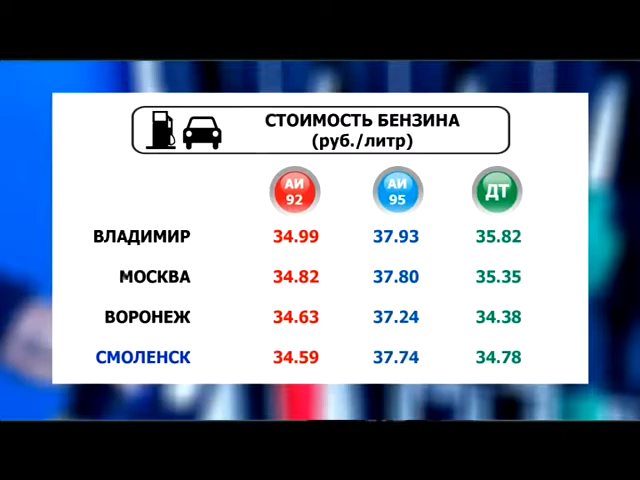 СТОИМОСТЬ БЕНЗИНА
(руб./литр)
АИ 92 АИ 95 ДТ
ВЛАДИМИР 34.99 37.93 35.82
МОСКВА 34.82 37.80 35.35
ВОРОНЕЖ 34.63 37.24 34.38
СМОЛЕНСК 34.59 37.74 34.78